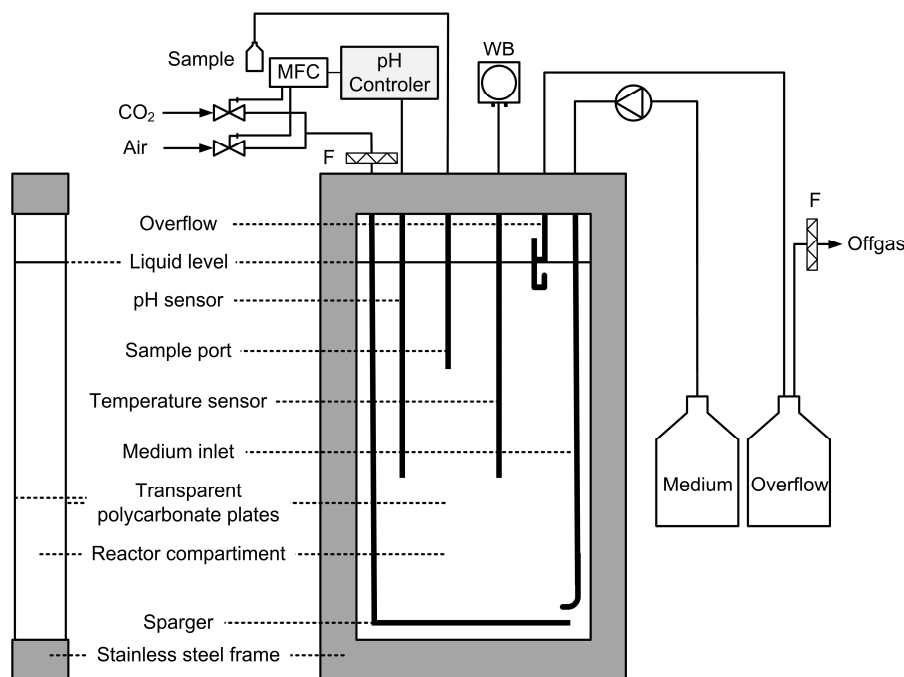 Sample
MFC
pH
Controler
WB
CO₂
Air
F
F
Overflow
Offgas
Liquid level
pH sensor
Sample port
Temperature sensor
Medium inlet
Medium
Overflow
Transparent
polycarbonate plates
Reactor compartiment
Sparger
Stainless steel frame